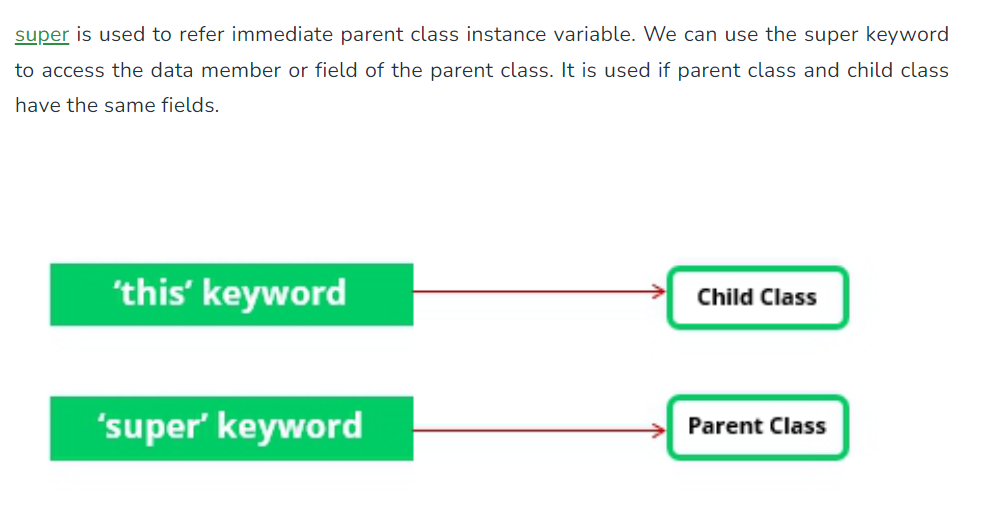 super is used to refer immediate parent class instance variable. We can use the super keyword
to access the data member or field of the parent class. It is used if parent class and child class
have the same fields.
‘this’ keyword
Child Class
‘super’ keyword
Parent Class